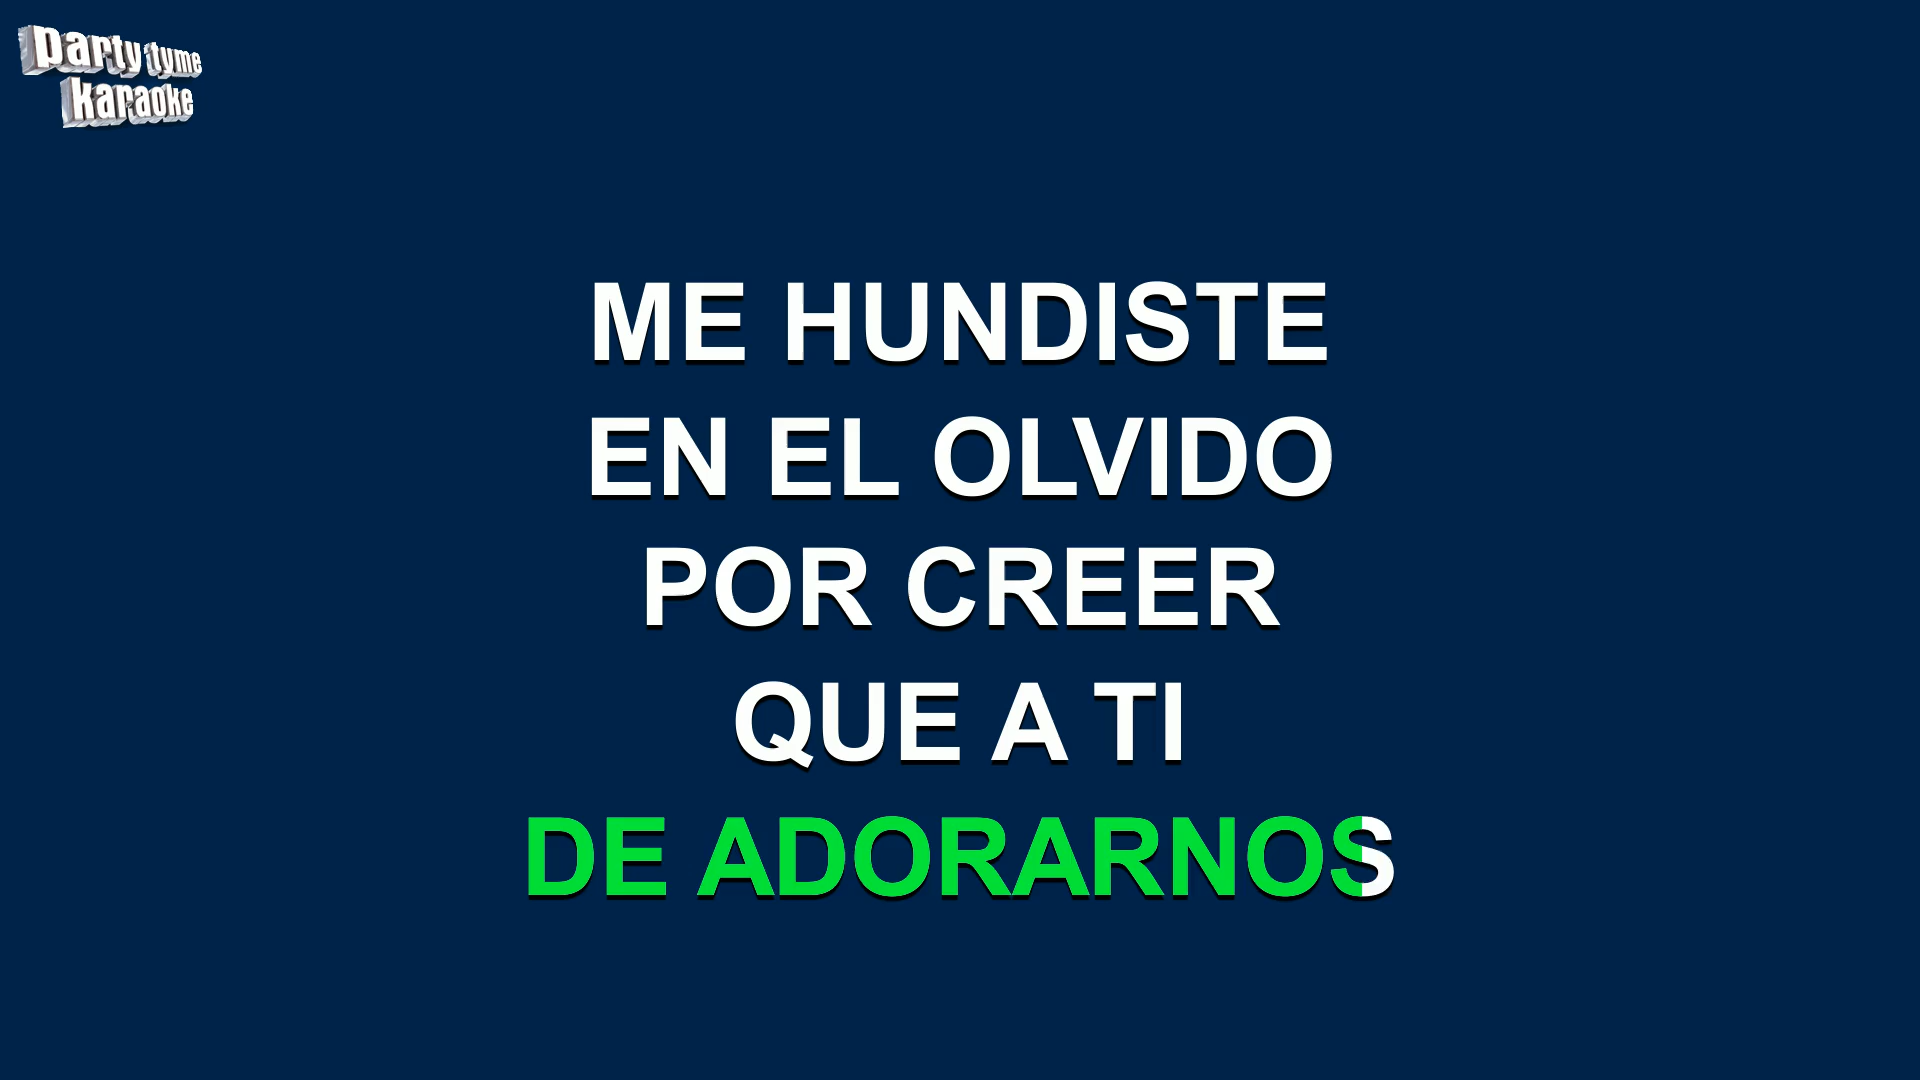 party tyme
karaoke
ME HUNDISTE
EN EL OLVIDO
POR CREER
QUE A TI
DE ADORARNOS